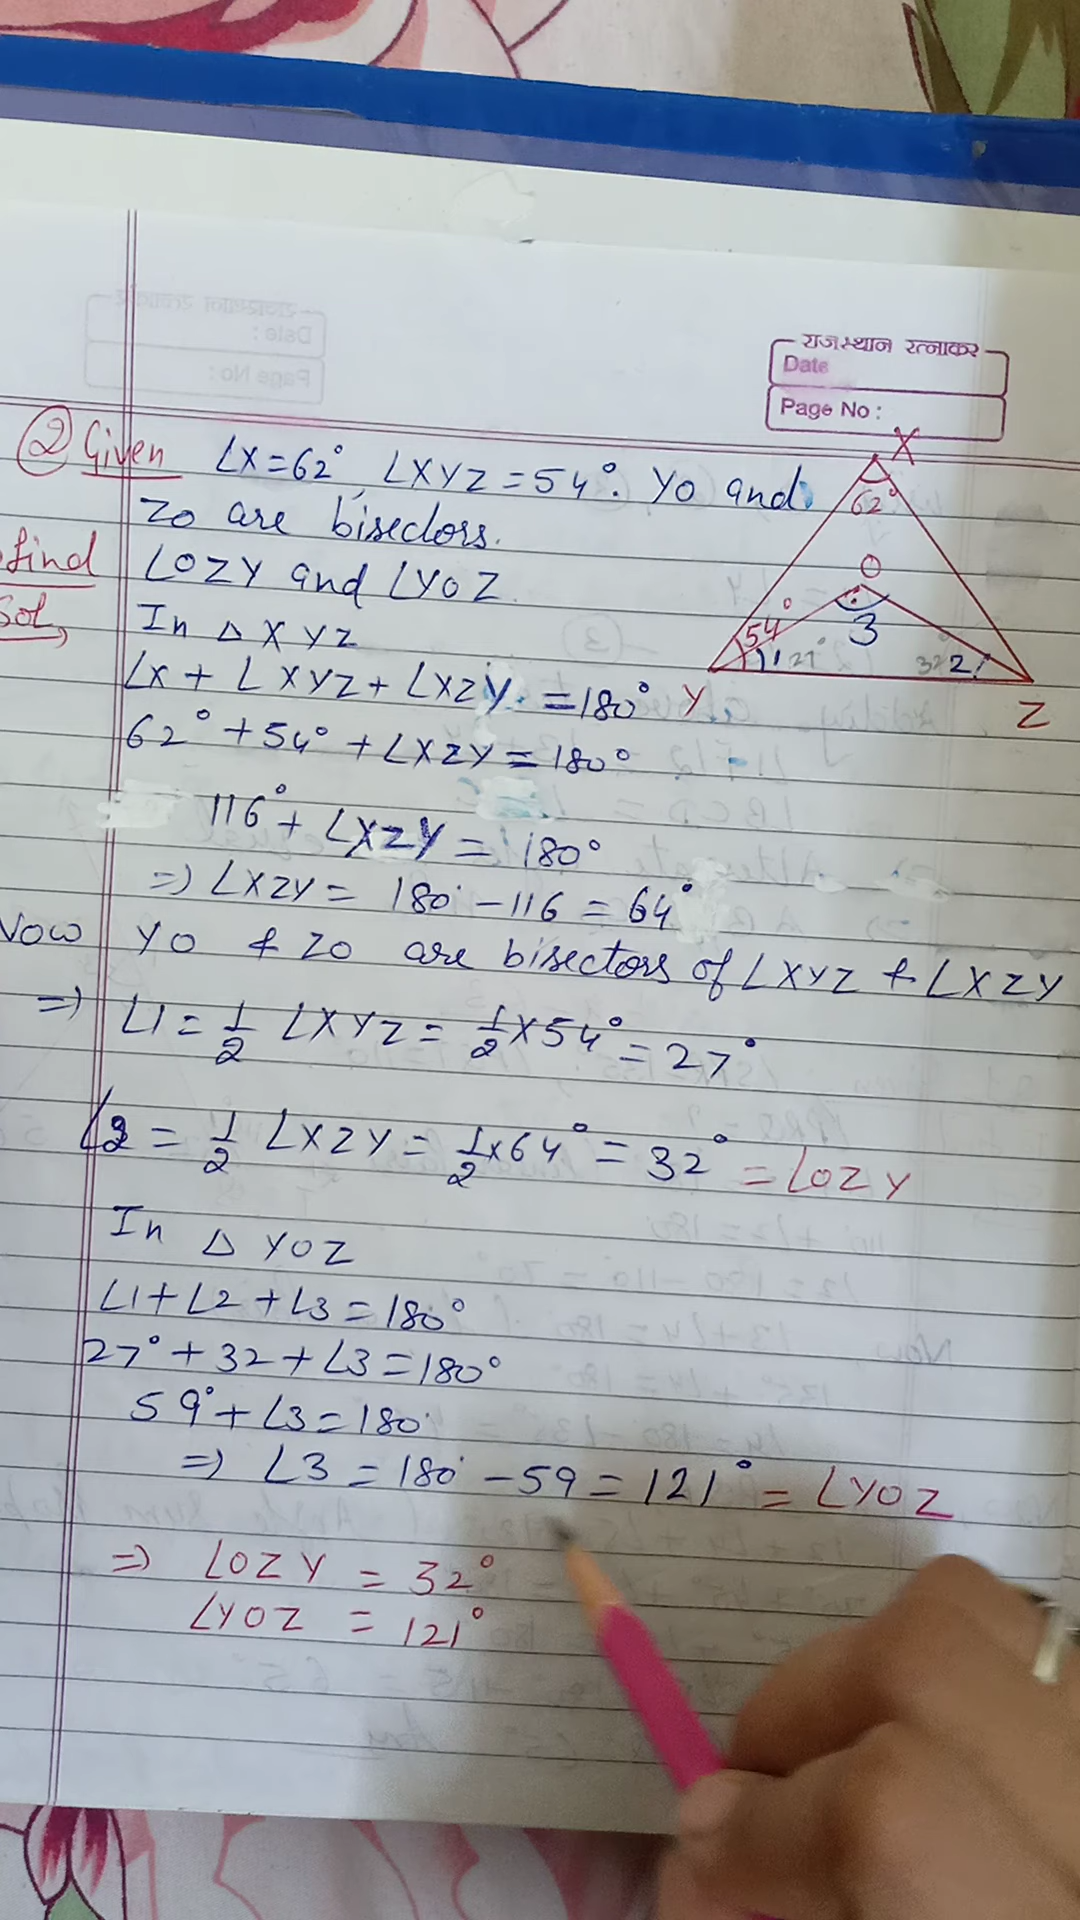 राजस्थान रत्नाकर
Date
Page No :
② Given ∠X=62°, ∠XYZ=54°. YO and
ZO are bisectors.
find ∠OZY and ∠YOZ
Sol, In △XYZ
∠X + ∠XYZ + ∠XZY = 180°
62° + 54° + ∠XZY = 180°
116° + ∠XZY = 180°
=) ∠XZY = 180° - 116 = 64°
Now YO & ZO are bisectors of ∠XYZ & ∠XZY
=) ∠1 = 1/2 ∠XYZ = 1/2 × 54° = 27°
∠2 = 1/2 ∠XZY = 1/2 × 64° = 32° = ∠OZY
In △ YOZ
∠1 + ∠2 + ∠3 = 180°
27° + 32 + ∠3 = 180°
59° + ∠3 = 180°
=) ∠3 = 180° - 59 = 121° = ∠YOZ
=) ∠OZY = 32°
∠YOZ = 121°
X
62°
O
54°
3
1 27°
32° 2
Y
Z